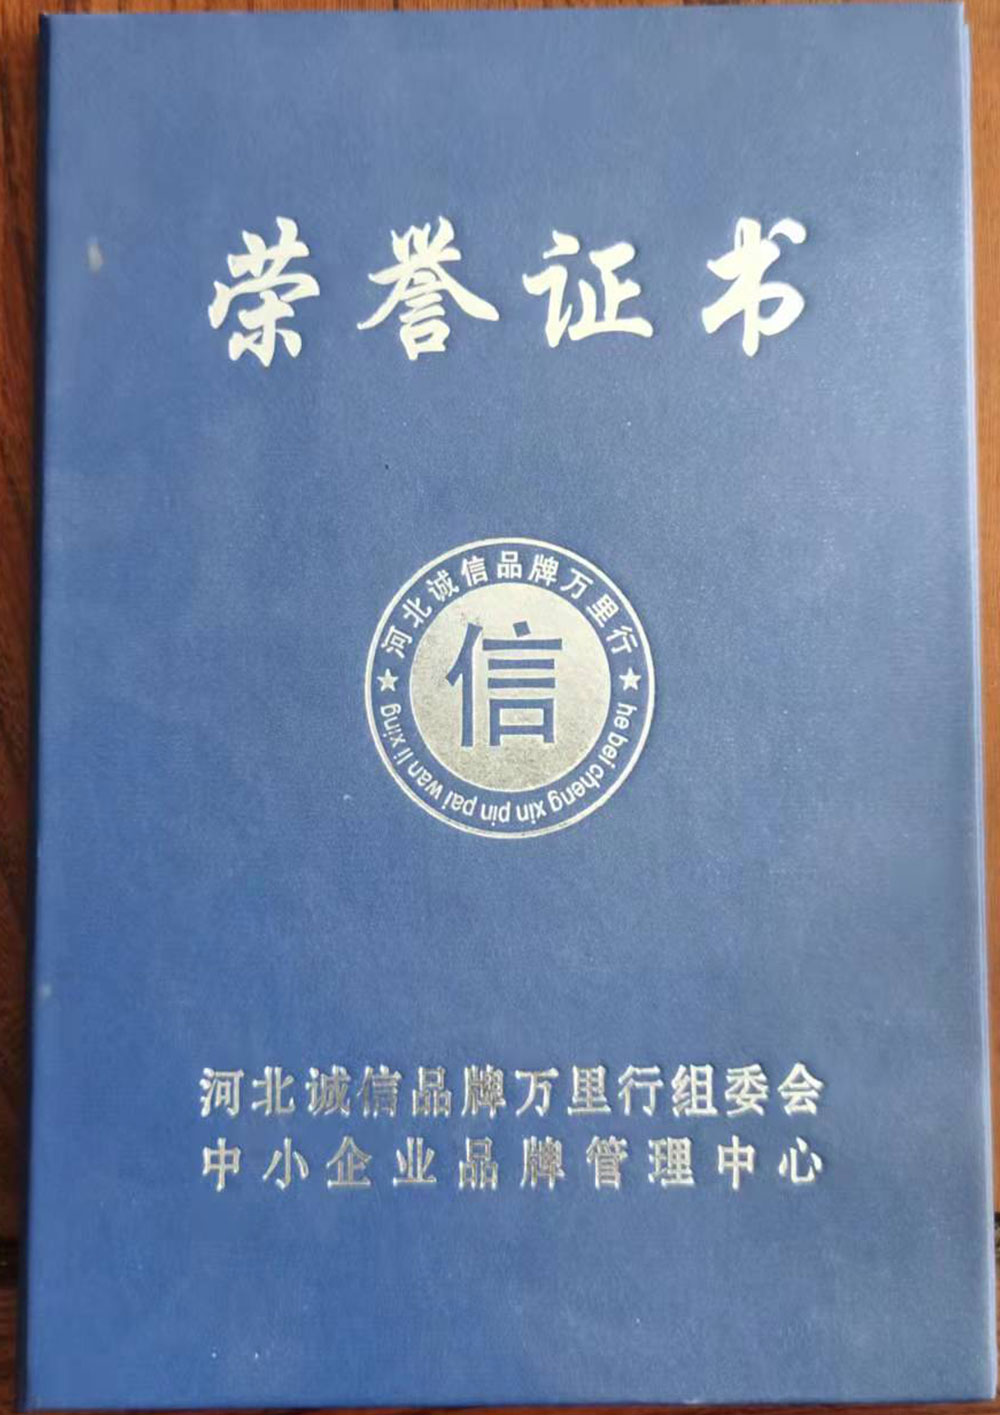 荣誉证书
河北诚信品牌万里行
信
he bei cheng xin pin pai wan li xing
河北诚信品牌万里行组委会
中小企业品牌管理中心